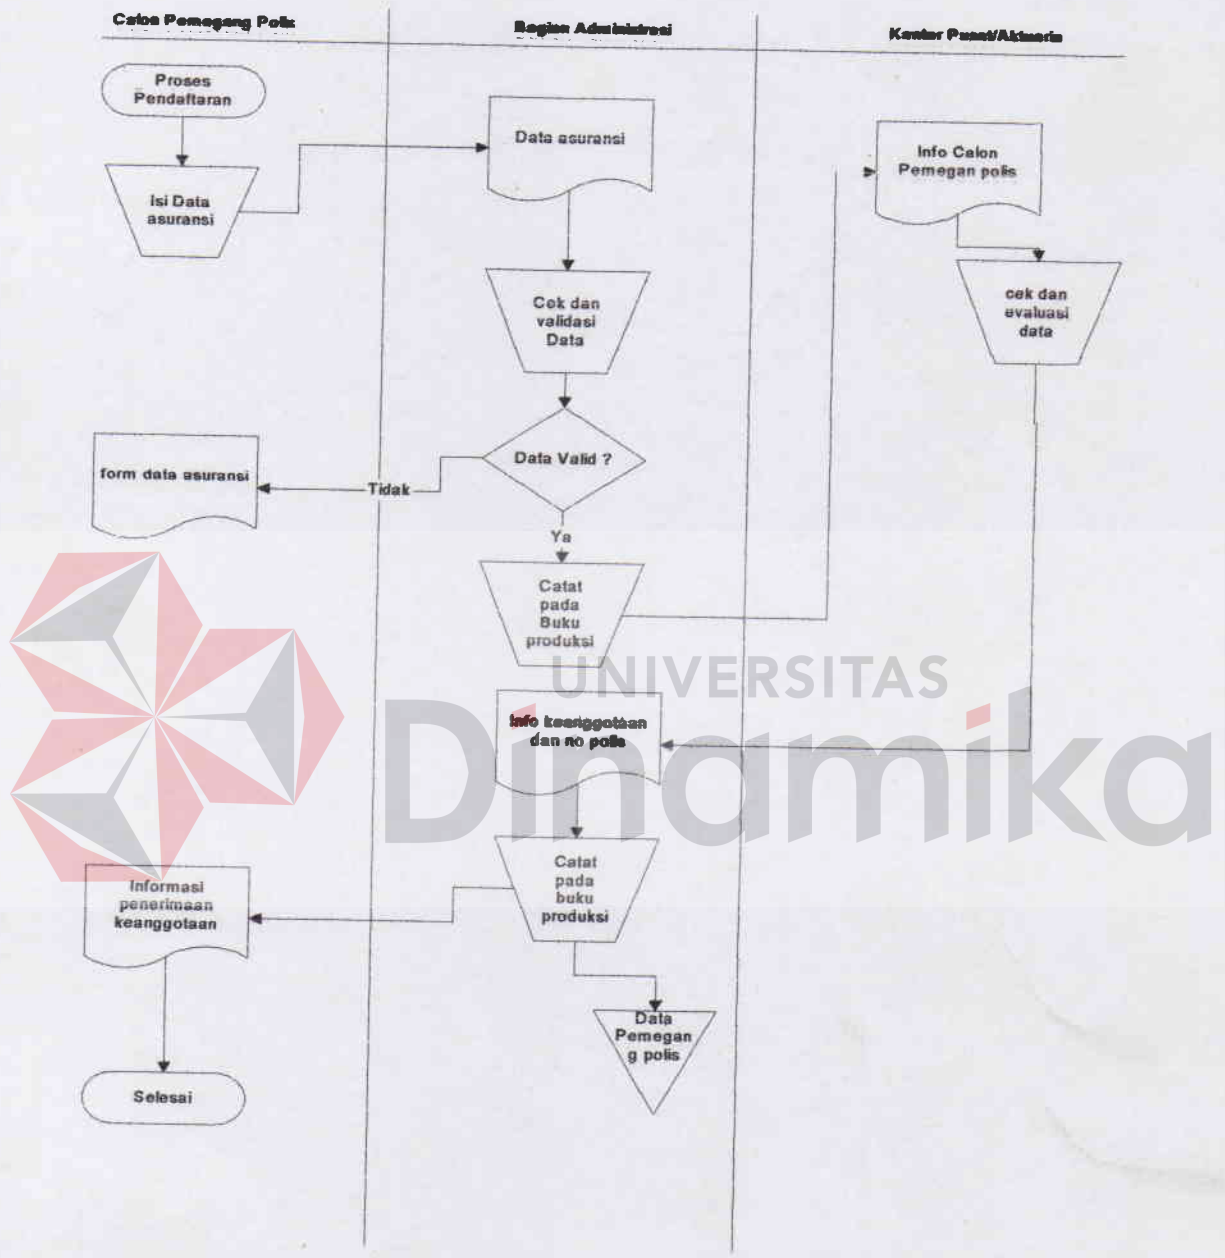 Calon Pemegang Polis
Bagian Administrasi
Kantor Pusat/Aktuaria
Proses
Pendaftaran
Isi Data
asuransi
Data asuransi
Info Calon
Pemegan polis
Cek dan
validasi
Data
cek dan
evaluasi
data
form data asuransi
Data Valid ?
Tidak
Ya
Catat
pada
Buku
produksi
Info keanggotaan
dan no polis
Catat
pada
buku
produksi
Informasi
penerimaan
keanggotaan
Data
Pemegan
g polis
Selesai
UNIVERSITAS
Dinamika